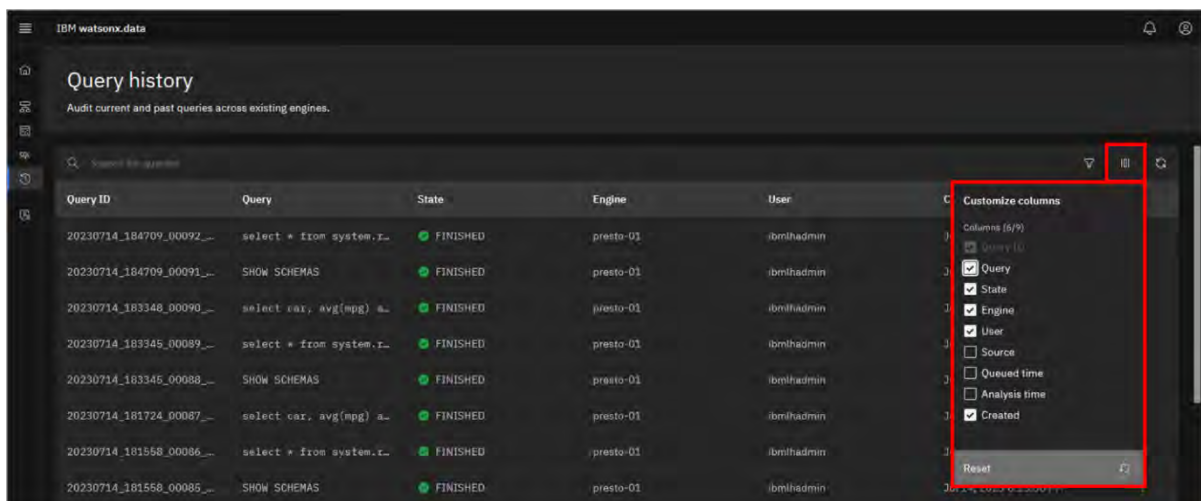 IBM watsonx.data
Query history
Audit current and past queries across existing engines.
Search for queries
Query ID Query State Engine User C
Customize columns
Columns (6/9)
Query ID
Query
State
Engine
User
Source
Queued time
Analysis time
Created
Reset
20230714_184709_00092_... select * from system.r... FINISHED presto-01 ibmlhadmin
20230714_184709_00091_... SHOW SCHEMAS FINISHED presto-01 ibmlhadmin
20230714_183348_00090_... select car, avg(mpg) a... FINISHED presto-01 ibmlhadmin
20230714_183345_00089_... select * from system.r... FINISHED presto-01 ibmlhadmin
20230714_183345_00088_... SHOW SCHEMAS FINISHED presto-01 ibmlhadmin
20230714_181724_00087_... select car, avg(mpg) a... FINISHED presto-01 ibmlhadmin
20230714_181558_00086_... select * from system.r... FINISHED presto-01 ibmlhadmin
20230714_181558_00085_... SHOW SCHEMAS FINISHED presto-01 ibmlhadmin